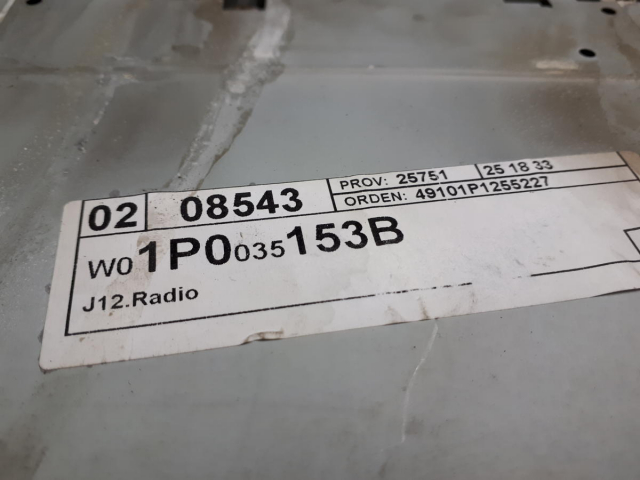 02 08543 PROV: 25751 25 18 33
ORDEN: 49101P1255227
W01P0035153B
J12.Radio